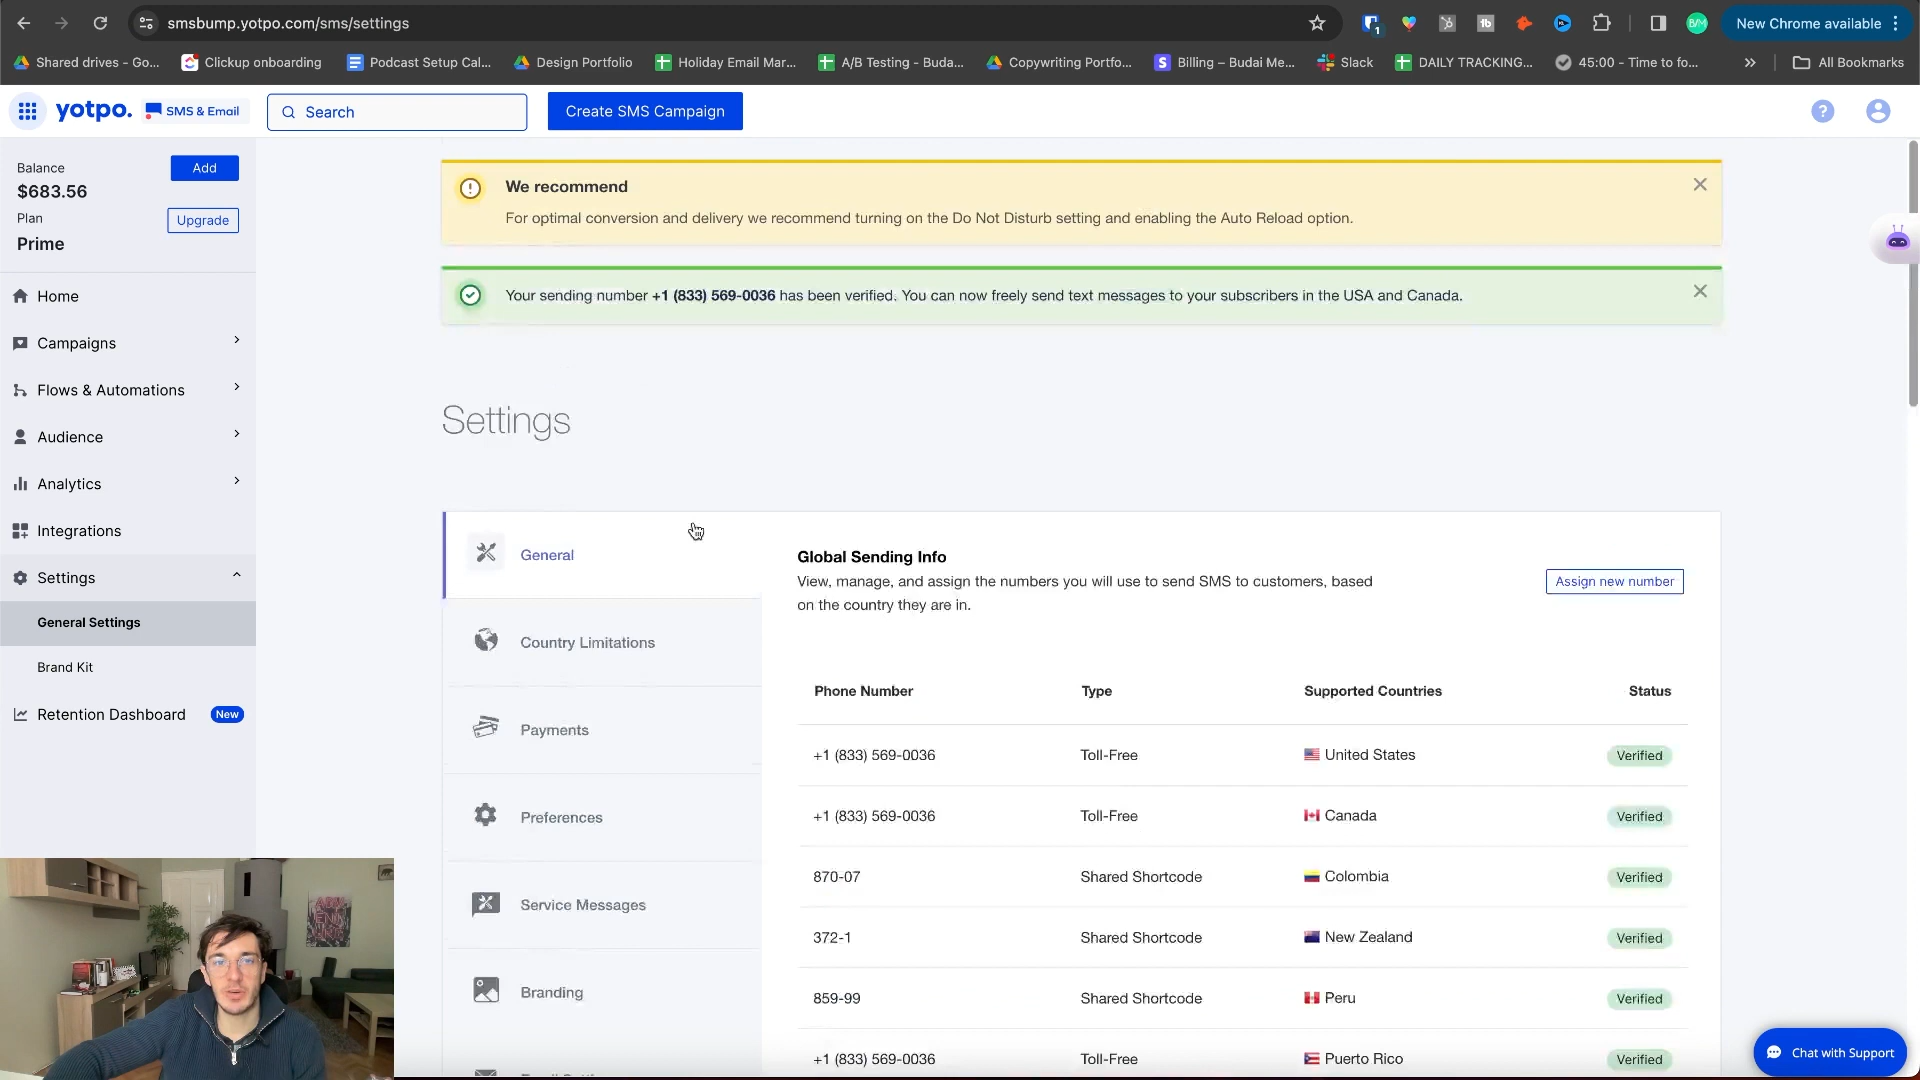 smsbump.yotpo.com/sms/settings
1
New Chrome available
Shared drives - Go...
Clickup onboarding
Podcast Setup Cal...
Design Portfolio
Holiday Email Mar...
A/B Testing - Buda...
Copywriting Portfo...
Billing – Budai Me...
Slack
DAILY TRACKING...
45:00 - Time to fo...
All Bookmarks
yotpo. SMS & Email
Search
Create SMS Campaign
Balance
Add
$683.56
Plan
Upgrade
Prime
Home
Campaigns
Flows & Automations
Audience
Analytics
Integrations
Settings
General Settings
Brand Kit
Retention Dashboard New
We recommend
For optimal conversion and delivery we recommend turning on the Do Not Disturb setting and enabling the Auto Reload option.
Your sending number +1 (833) 569-0036 has been verified. You can now freely send text messages to your subscribers in the USA and Canada.
Settings
General
Country Limitations
Payments
Preferences
Service Messages
Branding
Global Sending Info
View, manage, and assign the numbers you will use to send SMS to customers, based
on the country they are in.
Assign new number
Phone Number Type Supported Countries Status
+1 (833) 569-0036 Toll-Free United States Verified
+1 (833) 569-0036 Toll-Free Canada Verified
870-07 Shared Shortcode Colombia Verified
372-1 Shared Shortcode New Zealand Verified
859-99 Shared Shortcode Peru Verified
+1 (833) 569-0036 Toll-Free Puerto Rico Verified
Chat with Support